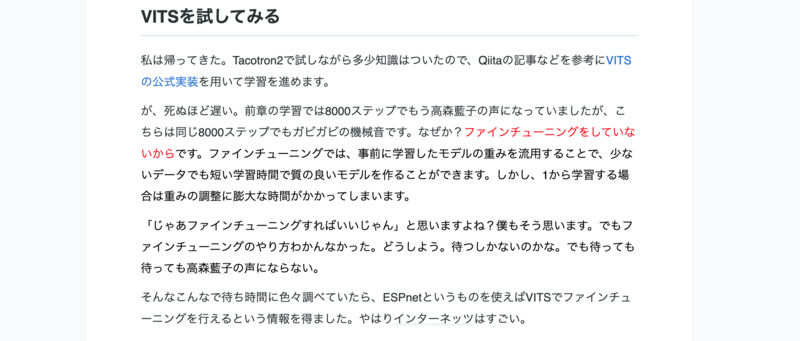 VITSを試してみる
私は帰ってきた。Tacotron2で試しながら多少知識はついたので、Qiitaの記事などを参考にVITS
の公式実装を用いて学習を進めます。
が、死ぬほど遅い。前章の学習では8000ステップでもう高森藍子の声になっていましたが、こ
ちらは同じ8000ステップでもガビガビの機械音です。なぜか？ファインチューニングをしていな
いからです。ファインチューニングでは、事前に学習したモデルの重みを流用することで、少ない
データでも短い学習時間で質の良いモデルを作ることができます。しかし、1から学習する場
合は重みの調整に膨大な時間がかかってしまいます。
「じゃあファインチューニングすればいいじゃん」と思いますよね？僕もそう思います。でもフ
ァインチューニングのやり方わかんなかった。どうしよう。待つしかないのかな。でも待っても
待っても高森藍子の声にならない。
そんなこんなで待ち時間に色々調べていたら、ESPnetというものを使えばVITSでファインチュ
ーニングを行えるという情報を得ました。やはりインターネッツはすごい。